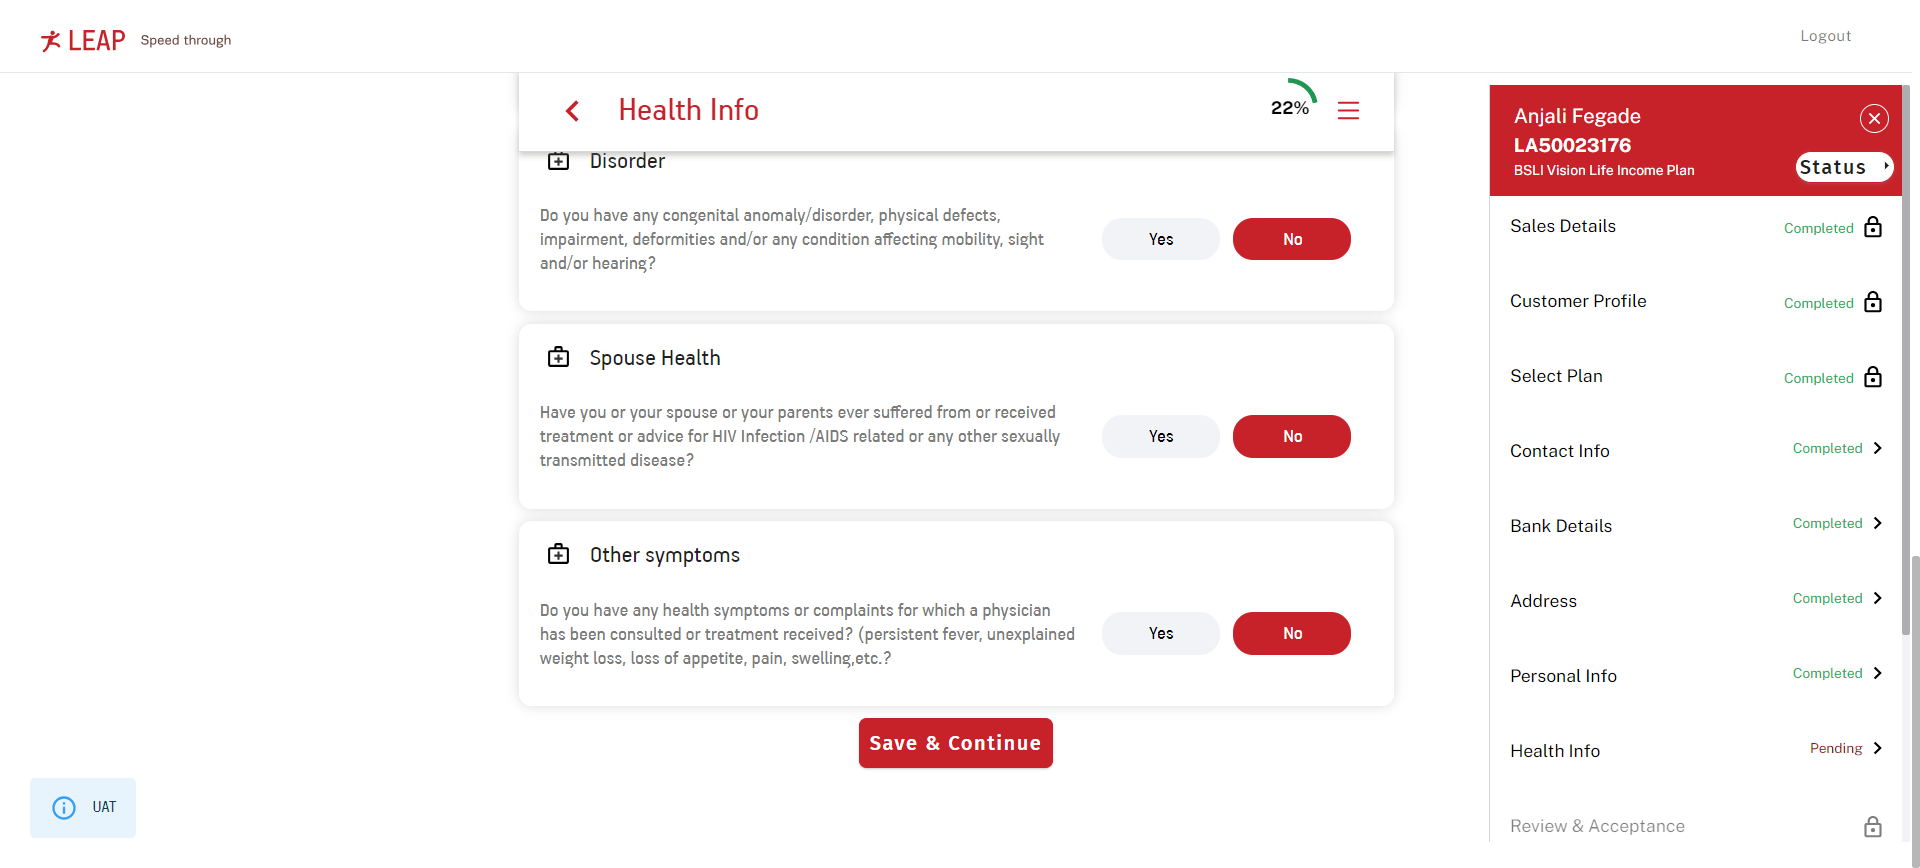 LEAP Speed through
Logout
Health Info
22%
Disorder
Do you have any congenital anomaly/disorder, physical defects,
impairment, deformities and/or any condition affecting mobility, sight
and/or hearing?
Yes
No
Spouse Health
Have you or your spouse or your parents ever suffered from or received
treatment or advice for HIV Infection /AIDS related or any other sexually
transmitted disease?
Yes
No
Other symptoms
Do you have any health symptoms or complaints for which a physician
has been consulted or treatment received? (persistent fever, unexplained
weight loss, loss of appetite, pain, swelling,etc.?
Yes
No
Save & Continue
UAT
Anjali Fegade
LA50023176
BSLI Vision Life Income Plan
Status
Sales Details Completed
Customer Profile Completed
Select Plan Completed
Contact Info Completed
Bank Details Completed
Address Completed
Personal Info Completed
Health Info Pending
Review & Acceptance